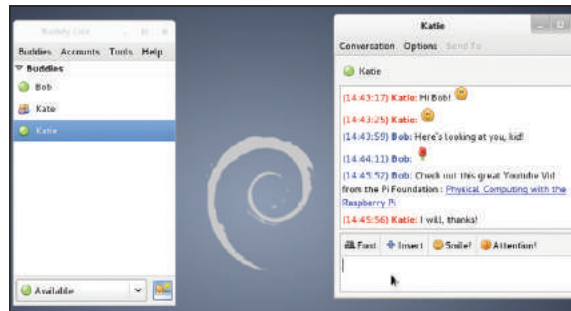 Buddy List
Buddies Accounts Tools Help
Buddies
Bob
Kate
Katie
Available
Katie
Conversation Options Send To
Katie
(14:43:17) Katie: Hi Bob!
(14:43:25) Katie:
(14:43:59) Bob: Here's looking at you, kid!
(14:44:11) Bob:
(14:45:52) Bob: Check out this great Youtube Vid
from the Pi Foundation : Physical Computing with the
Raspberry Pi
(14:45:56) Katie: I will, thanks!
Font Insert Smile! Attention!